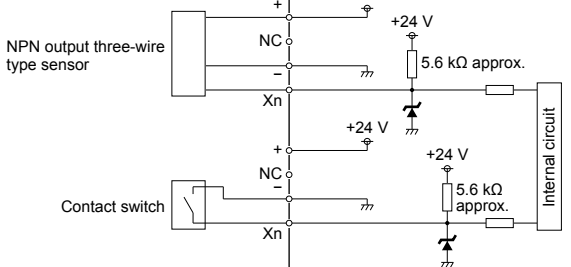 +
+24 V
NC
NPN output three-wire
type sensor
5.6 kΩ approx.
−
Xn
+24 V
+
+24 V
NC
−
5.6 kΩ
approx.
Contact switch
Xn
Internal circuit